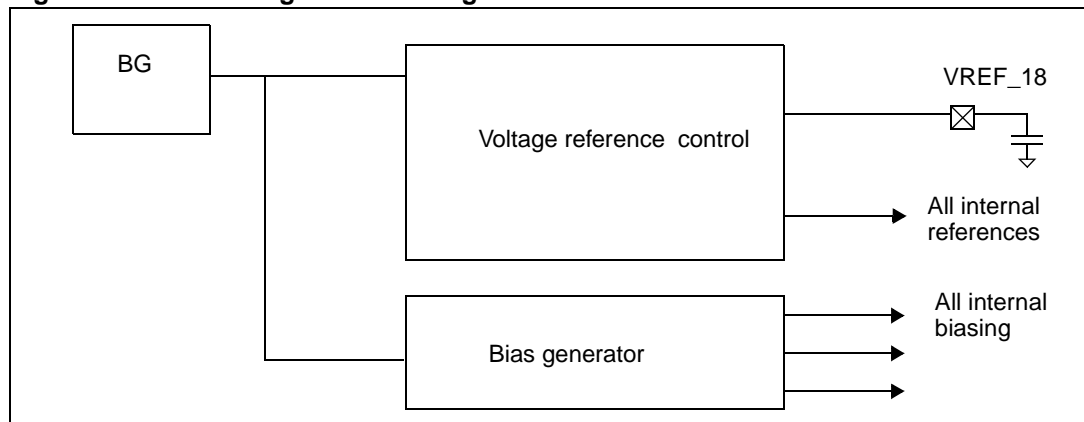 BG
VREF_18
Voltage reference control
All internal
references
All internal
biasing
Bias generator